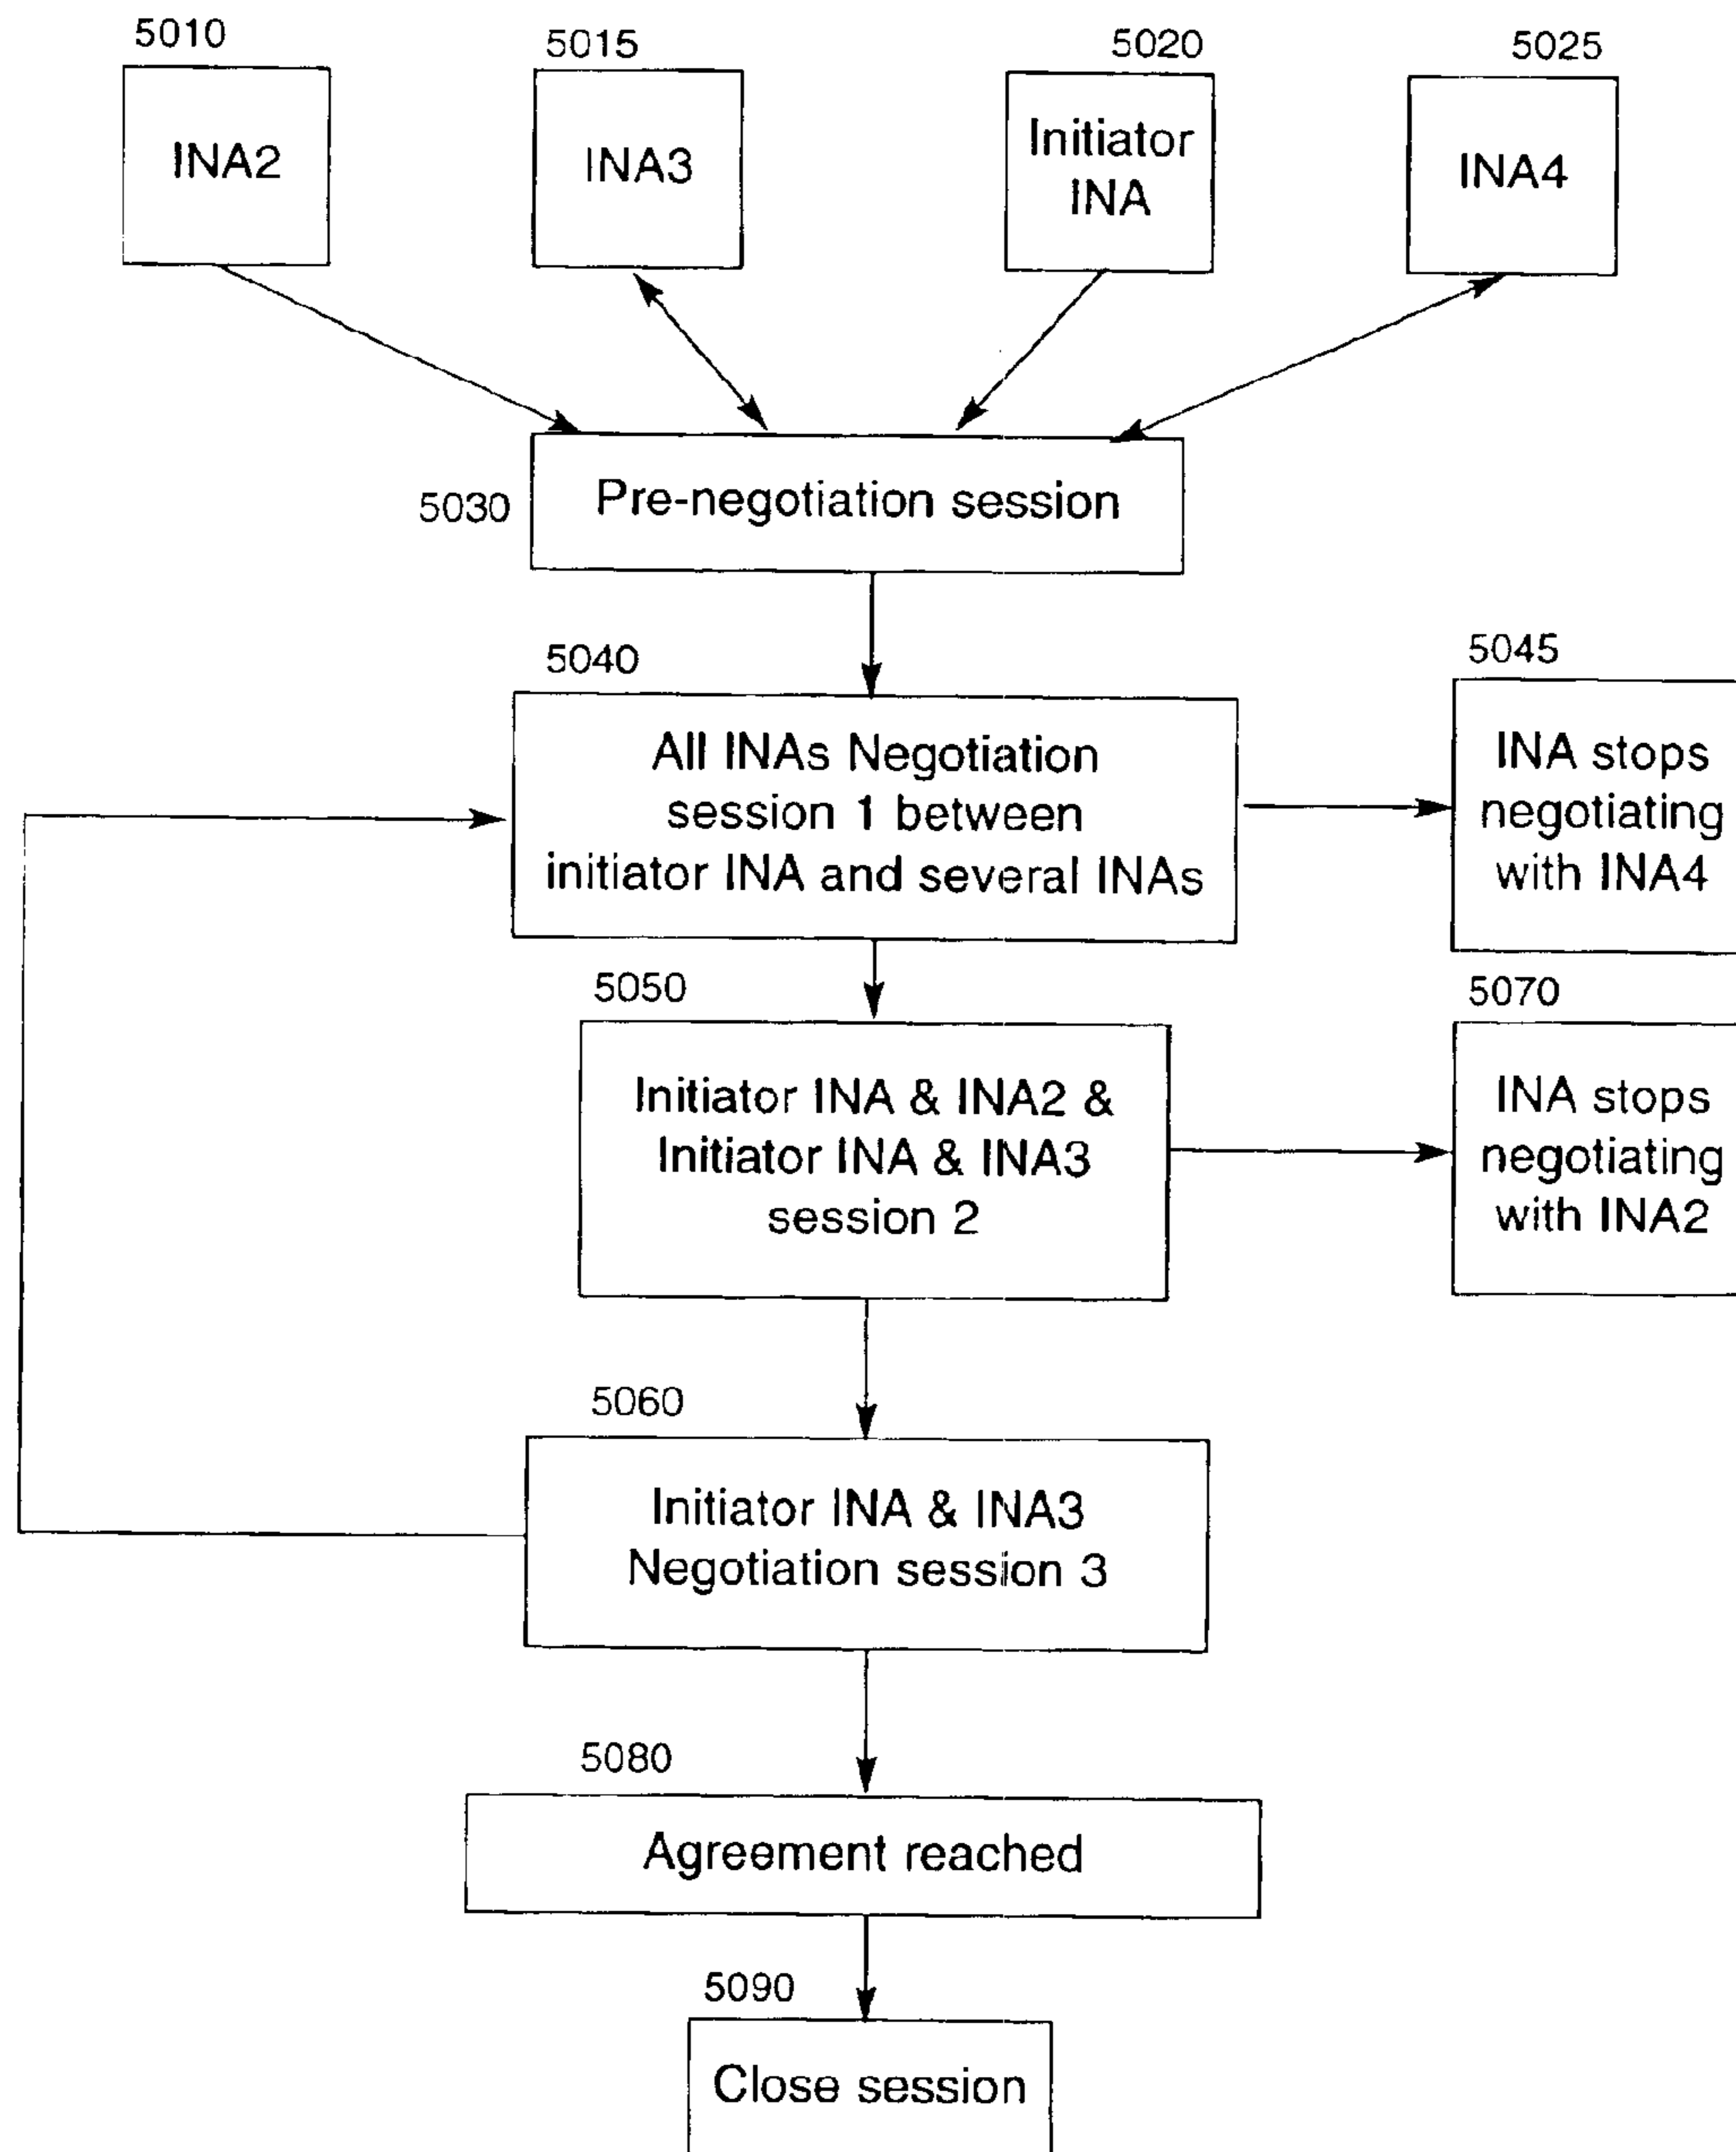 5010
5015
5020
5025
INA2
INA3
Initiator
INA
INA4
5030
Pre-negotiation session
5040
5045
All INAs Negotiation
session 1 between
initiator INA and several INAs
INA stops
negotiating
with INA4
5050
5070
Initiator INA & INA2 &
Initiator INA & INA3
session 2
INA stops
negotiating
with INA2
5060
Initiator INA & INA3
Negotiation session 3
5080
Agreement reached
5090
Close session